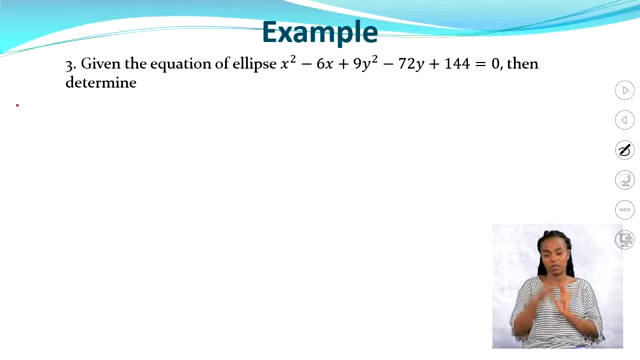 Example
3. Given the equation of ellipse x² − 6x + 9y² − 72y + 144 = 0, then
determine